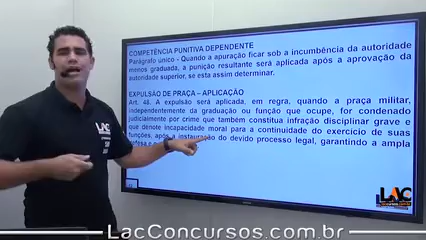 COMPETÊNCIA PUNITIVA DEPENDENTE
Parágrafo único - Quando a apuração ficar sob a incumbência da autoridade
menos graduada, a punição resultante será aplicada após a aprovação da
autoridade superior, se esta assim determinar.
EXPULSÃO DE PRAÇA – APLICAÇÃO
Art. 48. A expulsão será aplicada, em regra, quando a praça militar,
independentemente da graduação ou função que ocupe, for condenado
judicialmente por crime que também constitua infração disciplinar grave e
que denote incapacidade moral para a continuidade do exercício de suas
funções, após a instauração do devido processo legal, garantindo a ampla
defesa e
LAC
LAC
LAC
LacConcursos.com.br